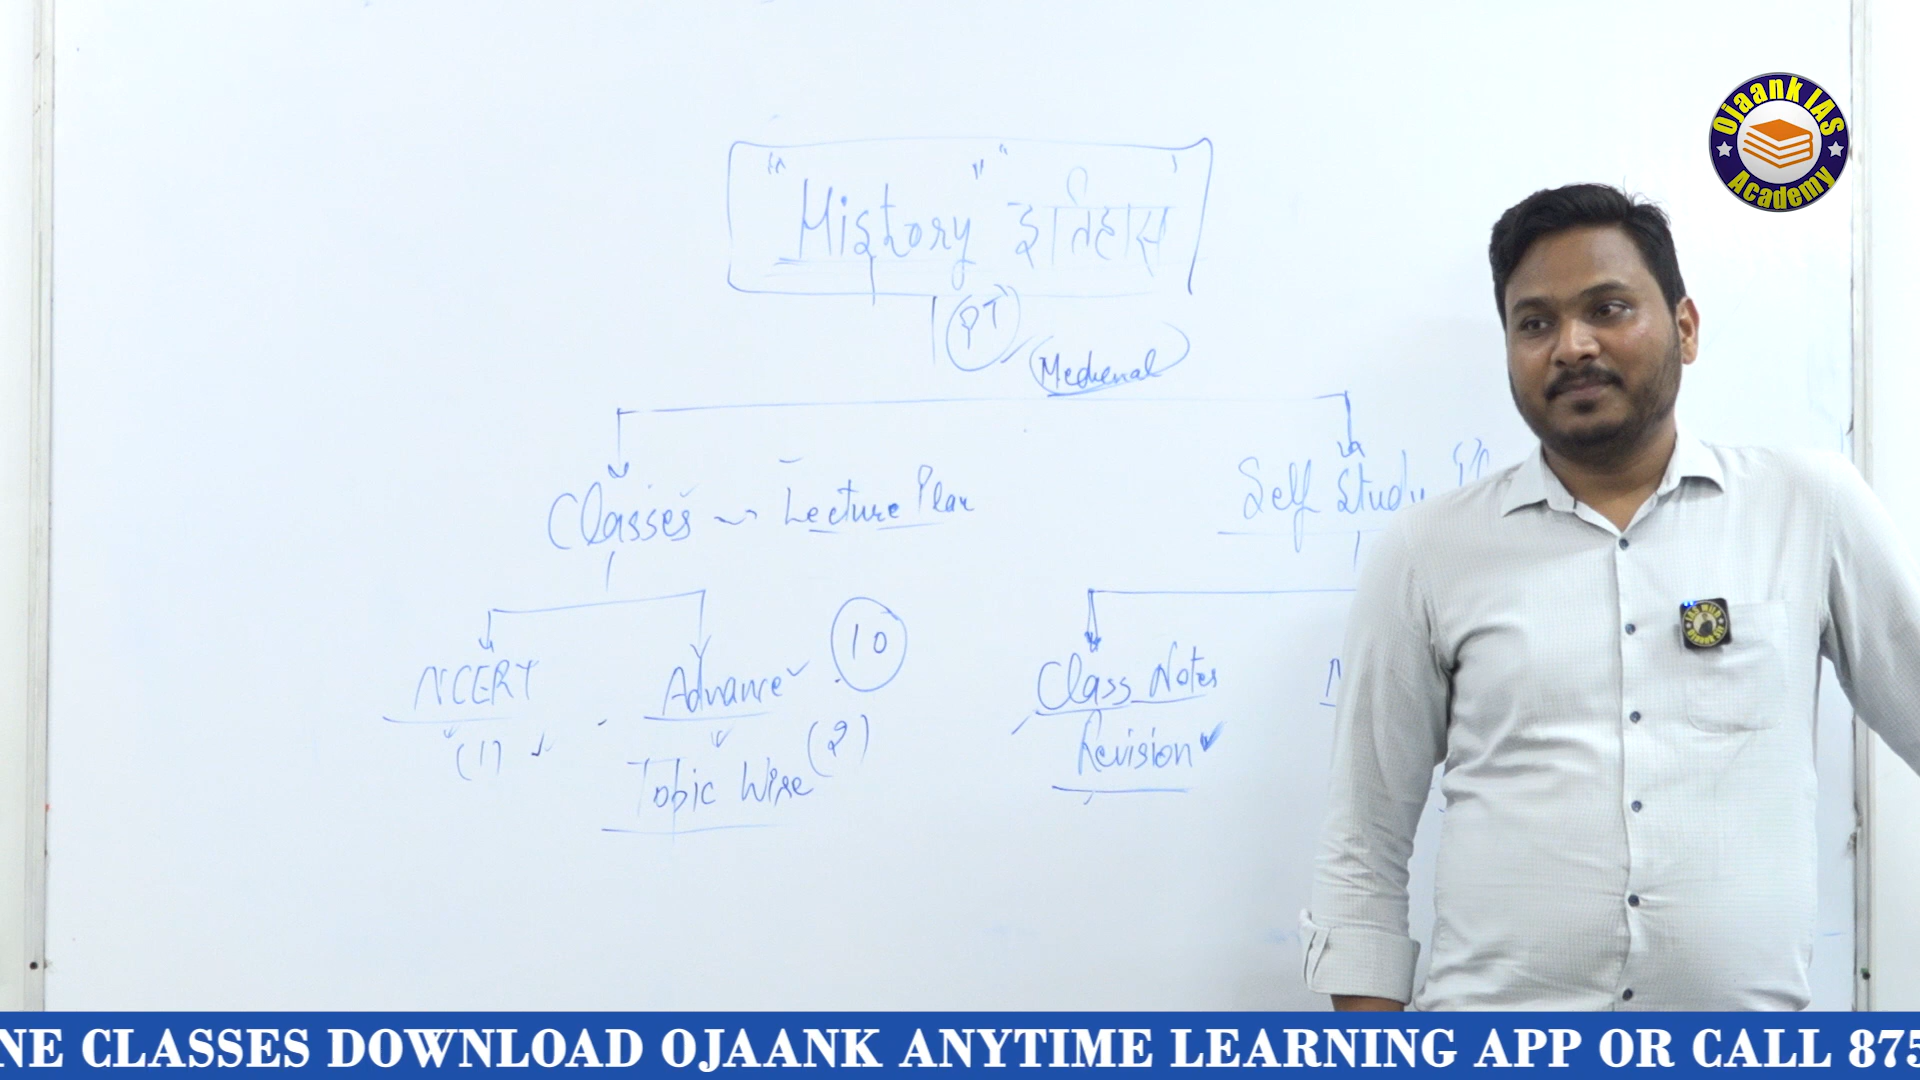 Ojaank IAS
Academy
"History" "इतिहास"
PT
Medieval
Classes → Lecture Plan
Self Study
NCERT
Advance
10
Class Notes
(1)
(2)
Revision
Topic Wise
NE CLASSES DOWNLOAD OJAANK ANYTIME LEARNING APP OR CALL 875